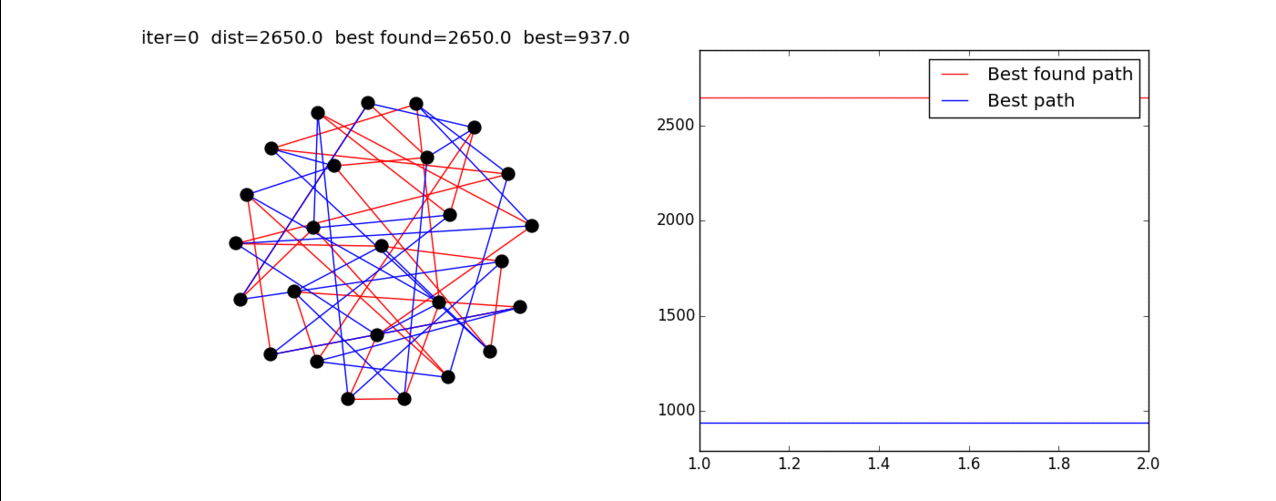 iter=0  dist=2650.0  best found=2650.0  best=937.0
Best found path
Best path
2500
2000
1500
1000
1.0 1.2 1.4 1.6 1.8 2.0